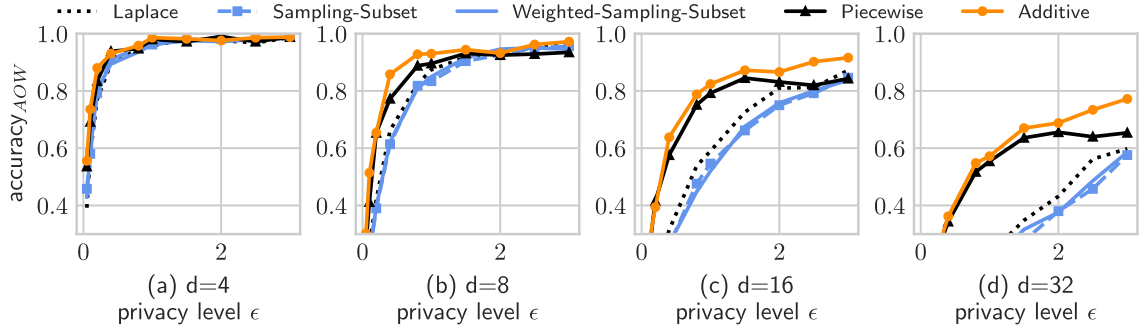 Laplace Sampling-Subset Weighted-Sampling-Subset Piecewise Additive
accuracy_AOW
1.0
0.8
0.6
0.4
0 2
(a) d=4
privacy level ϵ
1.0
0.8
0.6
0.4
0 2
(b) d=8
privacy level ϵ
1.0
0.8
0.6
0.4
0 2
(c) d=16
privacy level ϵ
1.0
0.8
0.6
0.4
0 2
(d) d=32
privacy level ϵ